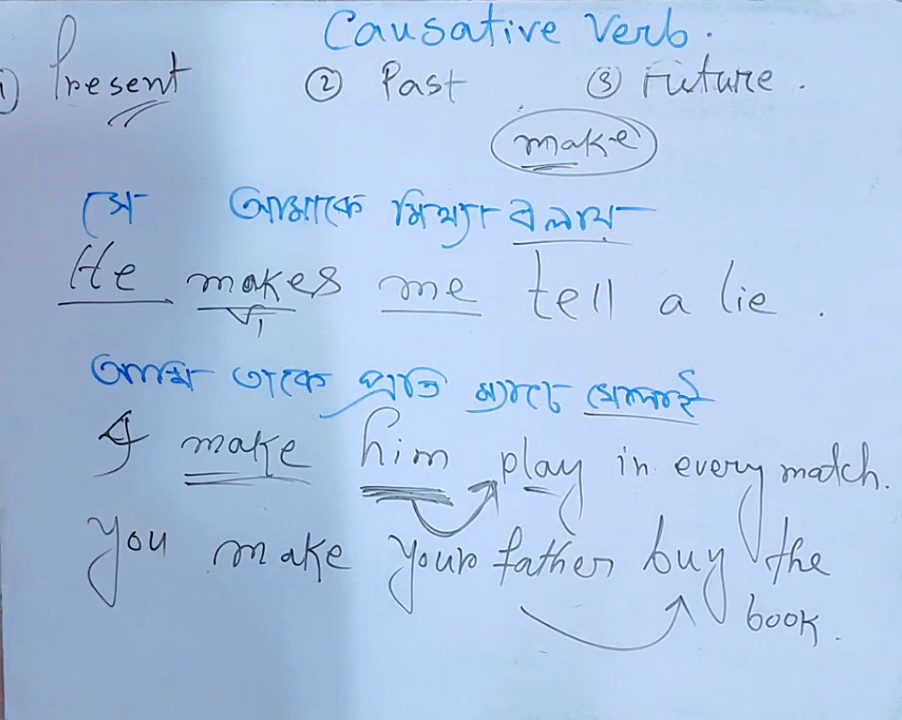 Causative Verb.
1) Present ② Past ③ Future.
make
সে আমাকে মিথ্যা বলায়
He makes me tell a lie.
আমি তাকে প্রতি ম্যাচে খেলাই
I make him play in every match.
you make your father buy the
book.